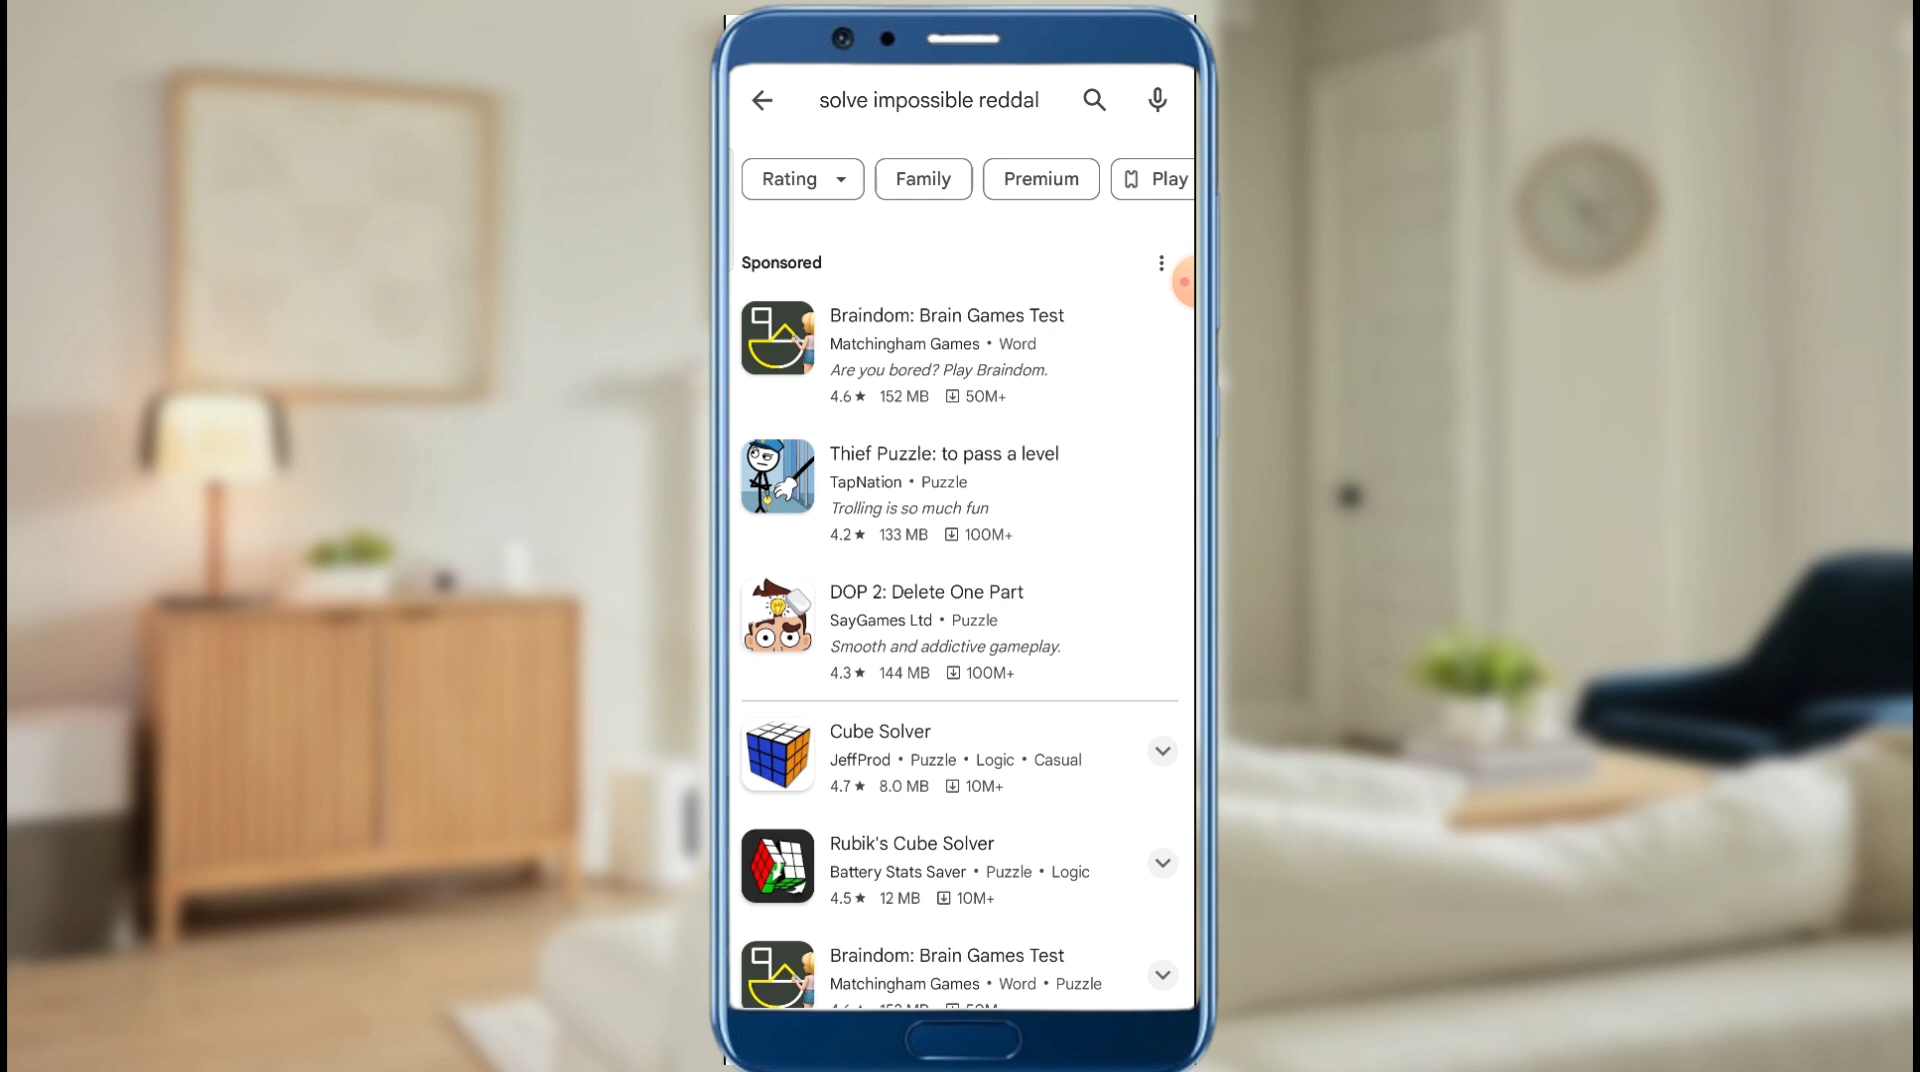 solve impossible reddal
Rating
Family
Premium
Play
Sponsored
Braindom: Brain Games Test
Matchingham Games • Word
Are you bored? Play Braindom.
4.6★ 152 MB 50M+
Thief Puzzle: to pass a level
TapNation • Puzzle
Trolling is so much fun
4.2★ 133 MB 100M+
DOP 2: Delete One Part
SayGames Ltd • Puzzle
Smooth and addictive gameplay.
4.3★ 144 MB 100M+
Cube Solver
JeffProd • Puzzle • Logic • Casual
4.7★ 8.0 MB 10M+
Rubik's Cube Solver
Battery Stats Saver • Puzzle • Logic
4.5★ 12 MB 10M+
Braindom: Brain Games Test
Matchingham Games • Word • Puzzle